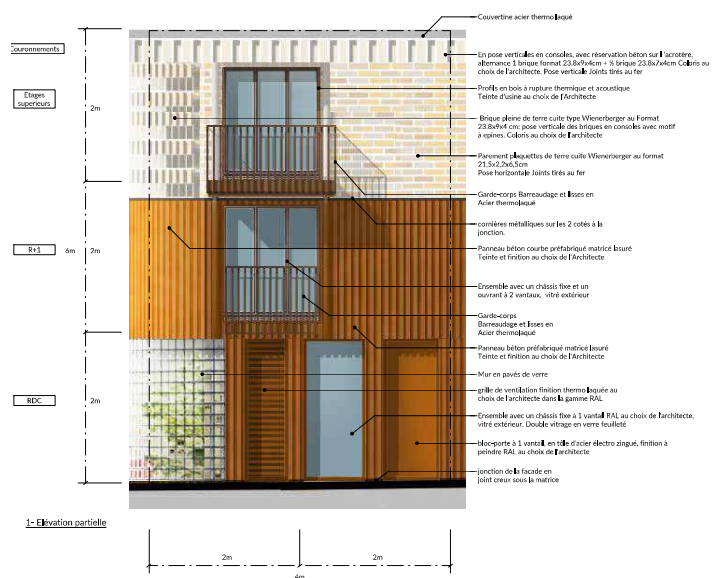 Couvertine acier thermo laqué
Couronnements
En pose verticales en consoles, avec réservation béton sur l'acrotère,
alternance 1 brique format 23.8x9x4cm + ½ brique 23.8x7x4cm Coloris au
choix de l'architecte. Pose verticale Joints tirés au fer
Etages
superieurs
2m
Profils en bois à rupture thermique et acoustique
Teinte d'usine au choix de l'Architecte
Brique pleine de terre cuite type Wienerberger au Format
23.8x9x4 cm: pose vertical des briques en consoles avec motif
à epines. Coloris au choix de l'architecte
Parement plaquettes de terre cuite Wienerberger au format
21,5x2,2x6,5cm
Pose horizontale Joints tirés au fer
Garde-corps Barreaudage et lisses en
Acier thermolaqué
cornières métalliques sur les 2 cotés à la
jonction.
R+1
6m
2m
Panneau béton courbe préfabriqué matricé lasuré
Teinte et finition au choix de l'Architecte
Ensemble avec un châssis fixe et un
ouvrant à 2 vantaux, vitré extérieur
Garde-corps
Barreaudage et lisses en
Acier thermolaqué
Panneau béton préfabriqué matricé lasuré
Teinte et finition au choix de l'Architecte
Mur en pavés de verre
RDC
2m
grille de ventilation finition thermo laquée au
choix de l'architecte dans la gamme RAL
Ensemble avec un châssis fixe à 1 vantail RAL au choix de l'architecte,
vitré extérieur. Double vitrage en verre feuilleté
bloc-porte à 1 vantail, en tôle d'acier électro zingué, finition à
peindre RAL au choix de l'architecte
jonction de la facade en
joint creux sous la matrice
1- Elévation partielle
2m
2m
6m